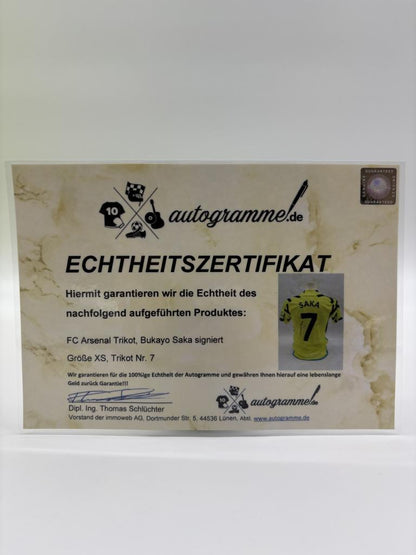 10
autogramme.de
GUARANTEED
GUARANTEED
ECHTHEITSZERTIFIKAT
Hiermit garantieren wir die Echtheit des
nachfolgend aufgeführten Produktes:
SAKA
7
FC Arsenal Trikot, Bukayo Saka signiert
Größe XS, Trikot Nr. 7
Wir garantieren für die 100%ige Echtheit der Autogramme und gewähren Ihnen hierauf eine lebenslange
Geld zurück Garantie!!!
autogramme.de
Dipl. Ing. Thomas Schlüchter
Vorstand der immoweb AG, Dortmunder Str. 5, 44536 Lünen. Abt. www.autogramme.de